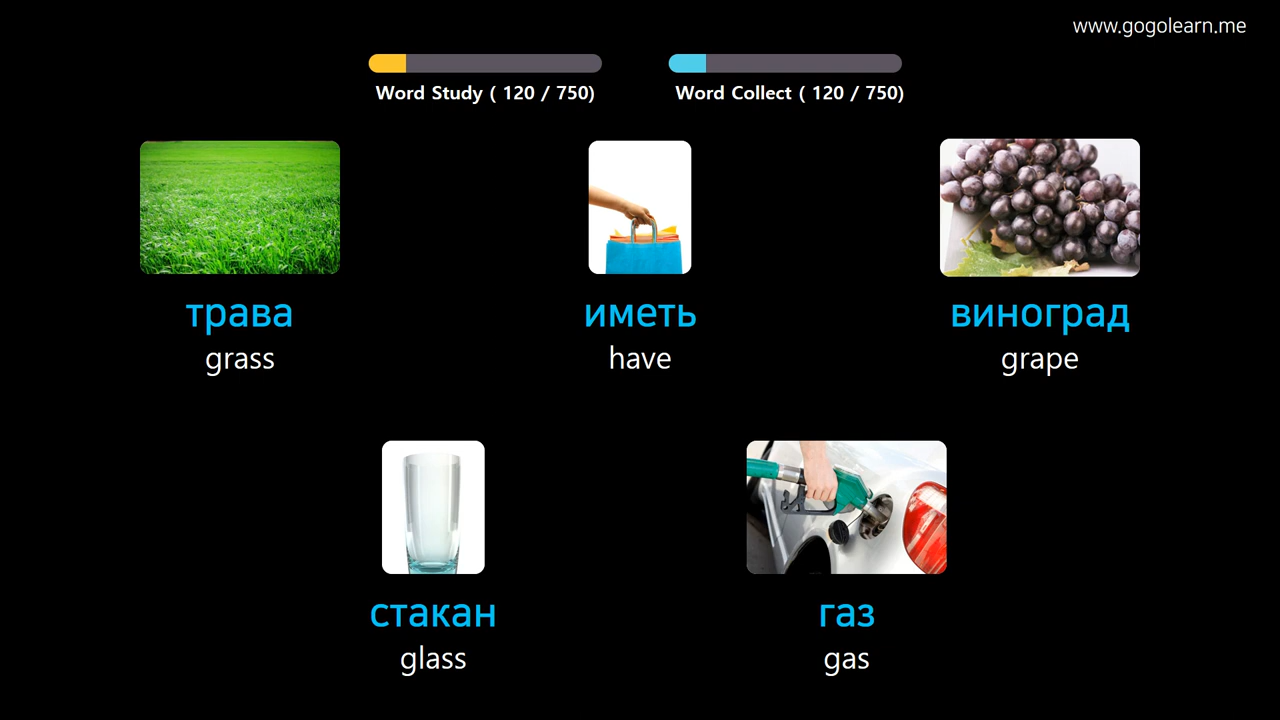 www.gogolearn.me
Word Study ( 120 / 750)
Word Collect ( 120 / 750)
трава
grass
иметь
have
виноград
grape
стакан
glass
газ
gas